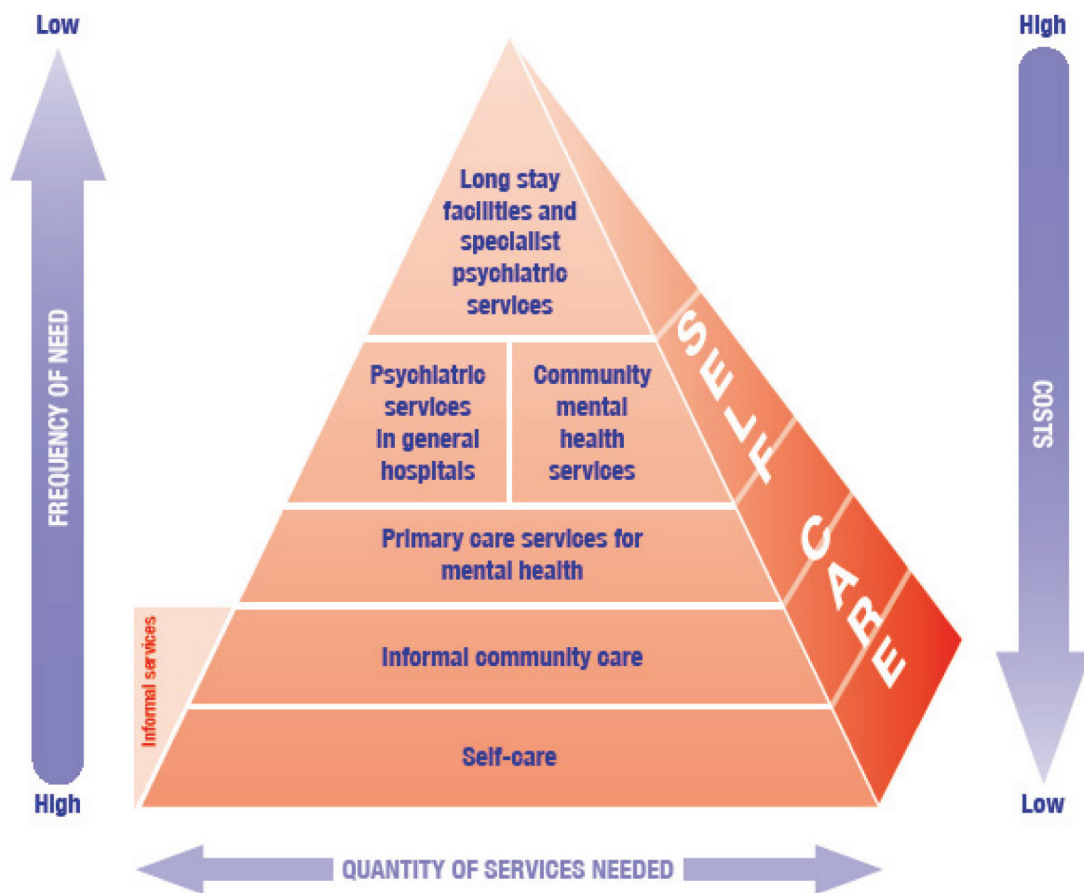 Low
High
FREQUENCY OF NEED
COSTS
Long stay
facilities and
specialist
psychiatric
services
SELF CARE
Psychiatric
services
in general
hospitals
Community
mental
health
services
Primary care services for
mental health
Informal services
Informal community care
Self-care
High
Low
QUANTITY OF SERVICES NEEDED